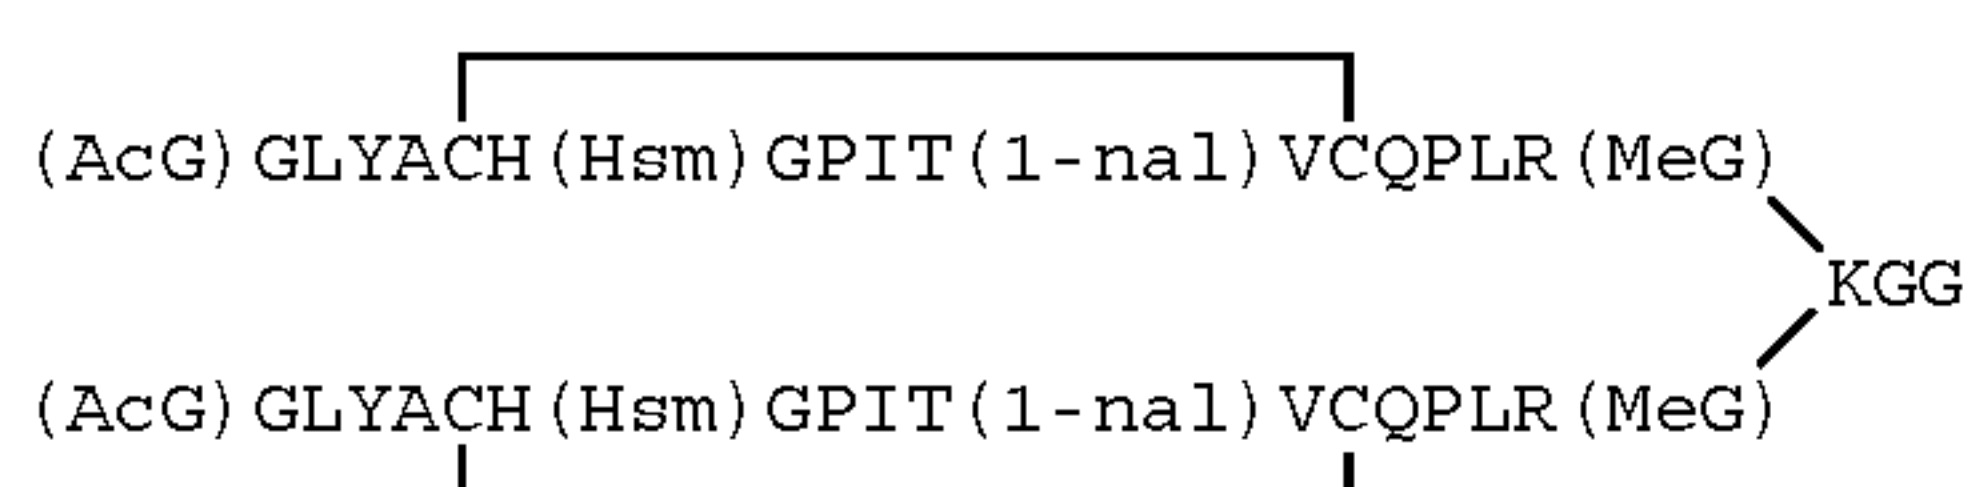 (AcG)GLYACH(Hsm)GPIT(1-nal)VCQPLR(MeG)
KGG
(AcG)GLYACH(Hsm)GPIT(1-nal)VCQPLR(MeG)